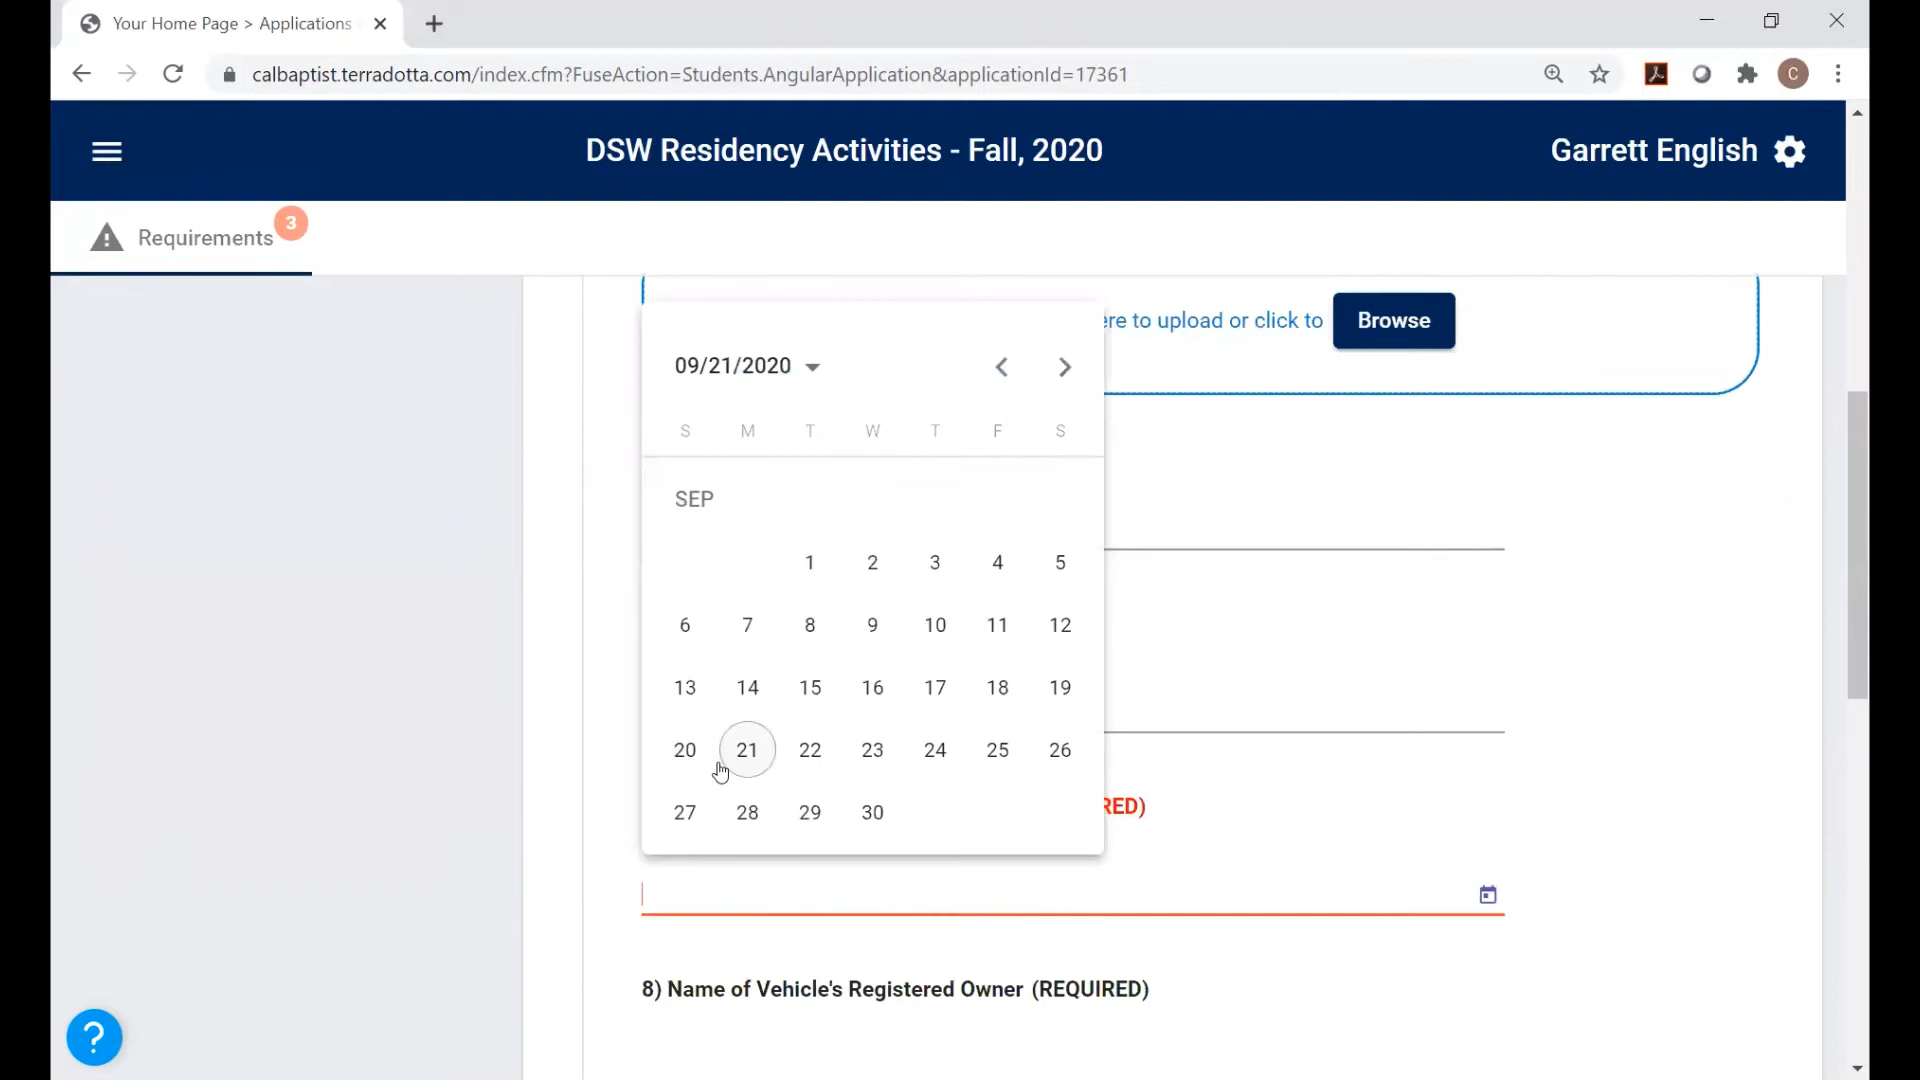 Your Home Page > Applications
calbaptist.terradotta.com/index.cfm?FuseAction=Students.AngularApplication&applicationId=17361
C
DSW Residency Activities - Fall, 2020
Garrett English
Requirements
3
ere to upload or click to
Browse
09/21/2020
S M T W T F S
SEP
1 2 3 4 5
6 7 8 9 10 11 12
13 14 15 16 17 18 19
20 21 22 23 24 25 26
27 28 29 30
RED)
8) Name of Vehicle's Registered Owner (REQUIRED)
?